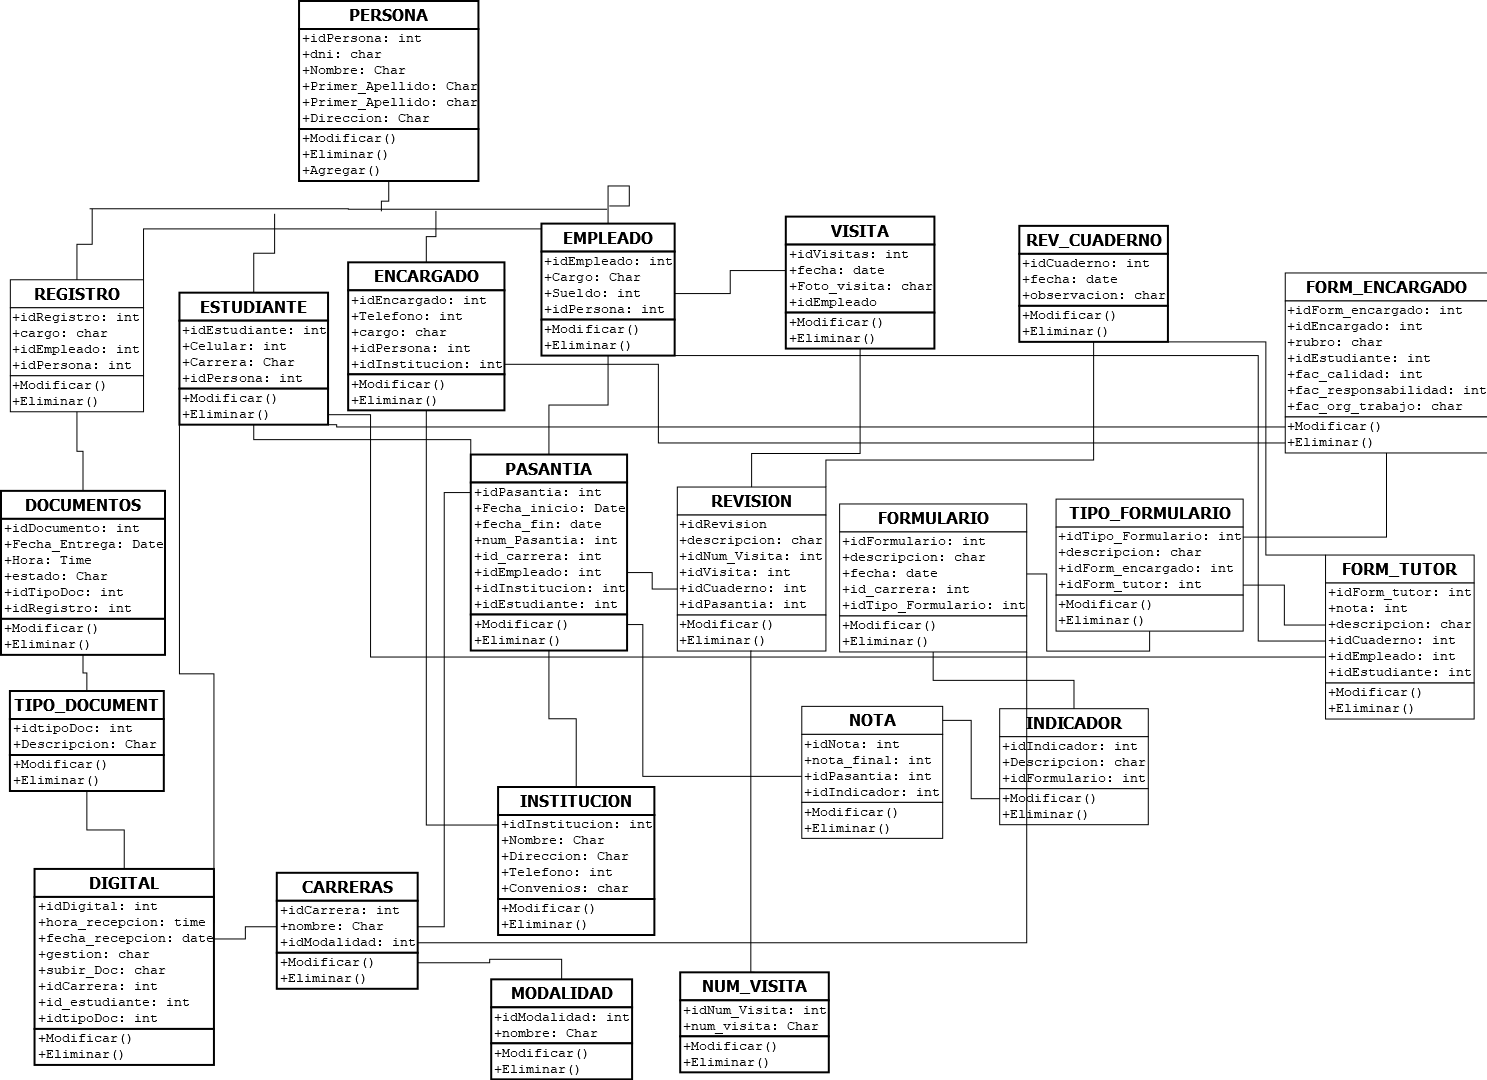 PERSONA
+idPersona: int
+dni: char
+Nombre: Char
+Primer_Apellido: Char
+Primer_Apellido: char
+Direccion: Char
+Modificar()
+Eliminar()
+Agregar()
REGISTRO
+idRegistro: int
+cargo: char
+idEmpleado: int
+idPersona: int
+Modificar()
+Eliminar()
ESTUDIANTE
+idEstudiante: int
+Celular: int
+Carrera: Char
+idPersona: int
+Modificar()
+Eliminar()
ENCARGADO
+idEncargado: int
+Telefono: int
+cargo: char
+idPersona: int
+idInstitucion: int
+Modificar()
+Eliminar()
EMPLEADO
+idEmpleado: int
+Cargo: Char
+Sueldo: int
+idPersona: int
+Modificar()
+Eliminar()
VISITA
+idVisitas: int
+fecha: date
+Foto_visita: char
+idEmpleado
+Modificar()
+Eliminar()
REV_CUADERNO
+idCuaderno: int
+fecha: date
+observacion: char
+Modificar()
+Eliminar()
FORM_ENCARGADO
+idForm_encargado: int
+idEncargado: int
+rubro: char
+idEstudiante: int
+fac_calidad: int
+fac_responsabilidad: int
+fac_org_trabajo: char
+Modificar()
+Eliminar()
DOCUMENTOS
+idDocumento: int
+Fecha_Entrega: Date
+Hora: Time
+estado: Char
+idTipoDoc: int
+idRegistro: int
+Modificar()
+Eliminar()
PASANTIA
+idPasantia: int
+Fecha_inicio: Date
+fecha_fin: date
+num_Pasantia: int
+id_carrera: int
+idEmpleado: int
+idInstitucion: int
+idEstudiante: int
+Modificar()
+Eliminar()
REVISION
+idRevision
+descripcion: char
+idNum_Visita: int
+idVisita: int
+idCuaderno: int
+idPasantia: int
+Modificar()
+Eliminar()
FORMULARIO
+idFormulario: int
+descripcion: char
+fecha: date
+id_carrera: int
+idTipo_Formulario: int
+Modificar()
+Eliminar()
TIPO_FORMULARIO
+idTipo_Formulario: int
+descripcion: char
+idForm_encargado: int
+idForm_tutor: int
+Modificar()
+Eliminar()
FORM_TUTOR
+idForm_tutor: int
+nota: int
+descripcion: char
+idCuaderno: int
+idEmpleado: int
+idEstudiante: int
+Modificar()
+Eliminar()
TIPO_DOCUMENT
+idtipoDoc: int
+Descripcion: Char
+Modificar()
+Eliminar()
NOTA
+idNota: int
+nota_final: int
+idPasantia: int
+idIndicador: int
+Modificar()
+Eliminar()
INDICADOR
+idIndicador: int
+Descripcion: char
+idFormulario: int
+Modificar()
+Eliminar()
INSTITUCION
+idInstitucion: int
+Nombre: Char
+Direccion: Char
+Telefono: int
+Convenios: char
+Modificar()
+Eliminar()
DIGITAL
+idDigital: int
+hora_recepcion: time
+fecha_recepcion: date
+gestion: char
+subir_Doc: char
+idCarrera: int
+id_estudiante: int
+idtipoDoc: int
+Modificar()
+Eliminar()
CARRERAS
+idCarrera: int
+nombre: Char
+idModalidad: int
+Modificar()
+Eliminar()
MODALIDAD
+idModalidad: int
+nombre: Char
+Modificar()
+Eliminar()
NUM_VISITA
+idNum_Visita: int
+num_visita: Char
+Modificar()
+Eliminar()